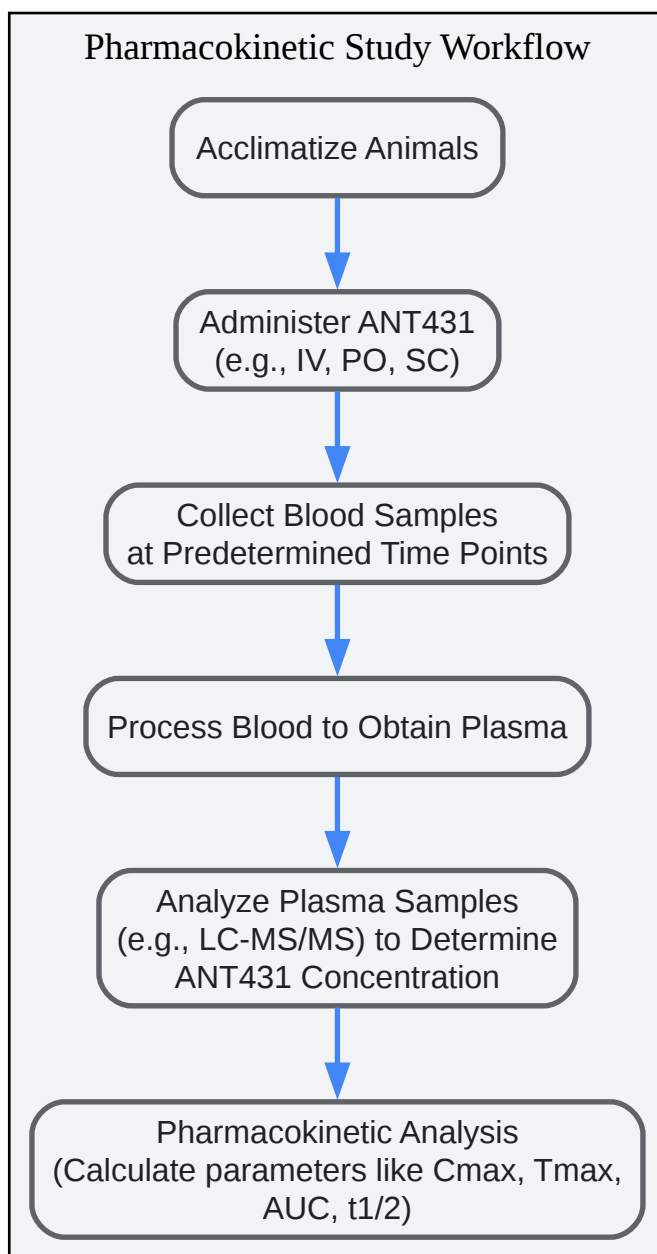 Pharmacokinetic Study Workflow
Acclimatize Animals
Administer ANT431
(e.g., IV, PO, SC)
Collect Blood Samples
at Predetermined Time Points
Process Blood to Obtain Plasma
Analyze Plasma Samples
(e.g., LC-MS/MS) to Determine
ANT431 Concentration
Pharmacokinetic Analysis
(Calculate parameters like Cmax, Tmax,
AUC, t1/2)